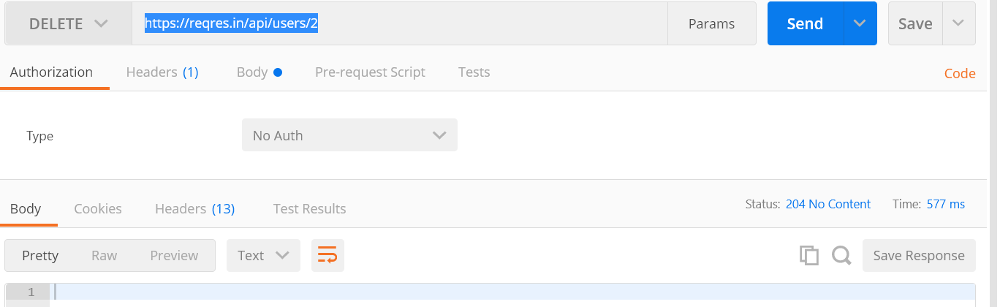 DELETE https://reqres.in/api/users/2 Params Send Save
Authorization Headers (1) Body Pre-request Script Tests Code
Type No Auth
Body Cookies Headers (13) Test Results Status: 204 No Content Time: 577 ms
Pretty Raw Preview Text Save Response
1